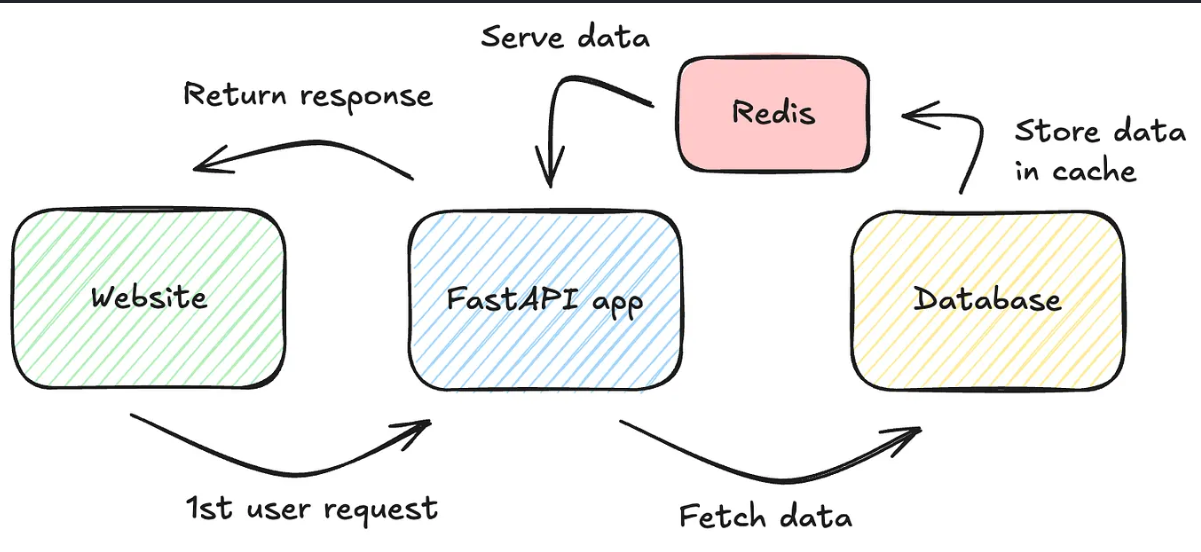 Serve data
Return response
Redis
Store data
in cache
Website
FastAPI app
Database
1st user request
Fetch data